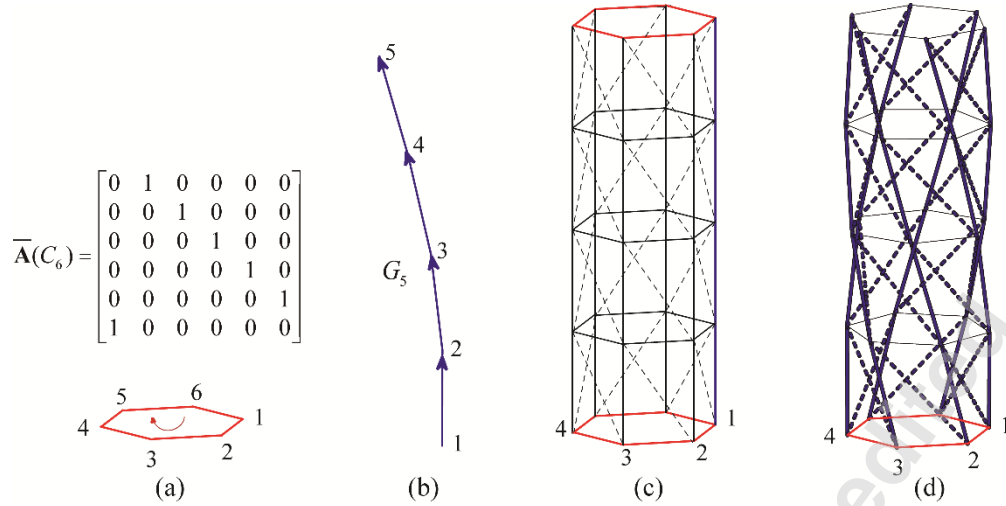 5
4
3
G₅
2
1
0 1 0 0 0 0
0 0 1 0 0 0
0 0 0 1 0 0
A̅(C₆) =
0 0 0 0 1 0
0 0 0 0 0 1
1 0 0 0 0 0
5 6
4 1
3 2
4 3 2 1
4 3 2 1
(a) (b) (c) (d)
edited